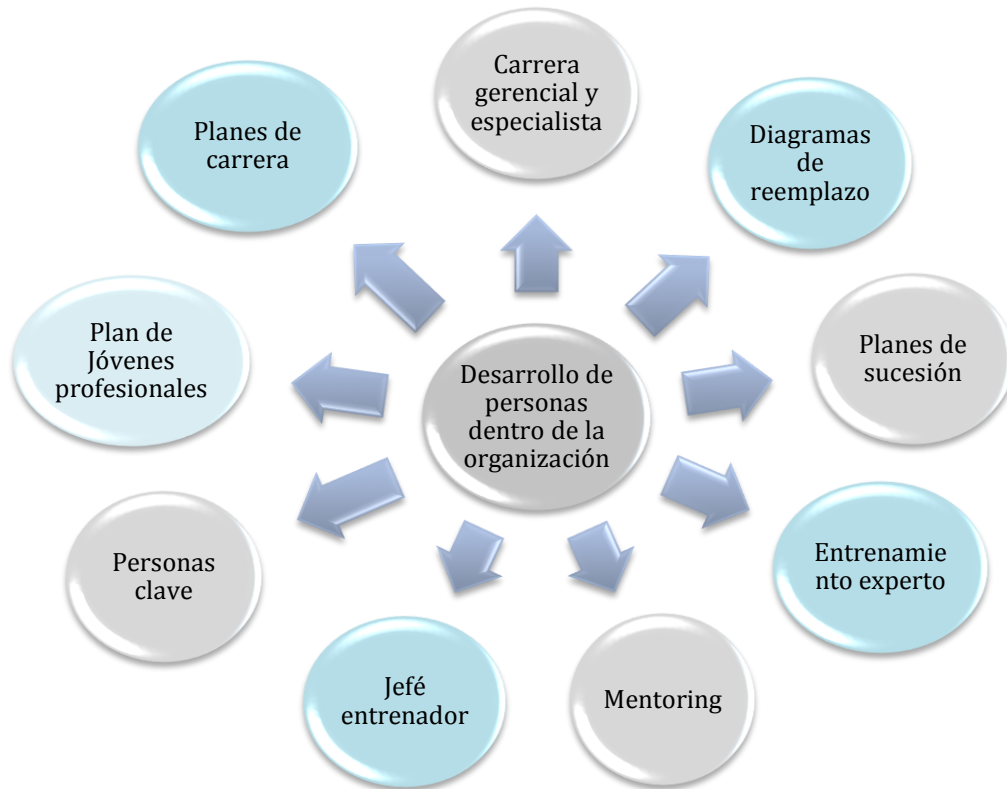 Carrera
gerencial y
especialista
Diagramas
de
reemplazo
Planes de
sucesión
Entrenamie
nto experto
Mentoring
Jefé
entrenador
Personas
clave
Plan de
Jóvenes
profesionales
Planes de
carrera
Desarrollo de
personas
dentro de la
organización